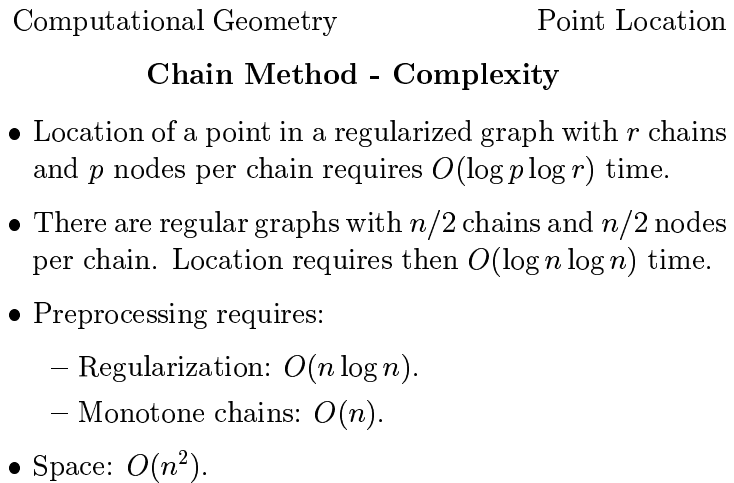 Computational Geometry Point Location
Chain Method - Complexity
• Location of a point in a regularized graph with r chains
and p nodes per chain requires O(log p log r) time.
• There are regular graphs with n/2 chains and n/2 nodes
per chain. Location requires then O(log n log n) time.
• Preprocessing requires:
– Regularization: O(n log n).
– Monotone chains: O(n).
• Space: O(n²).